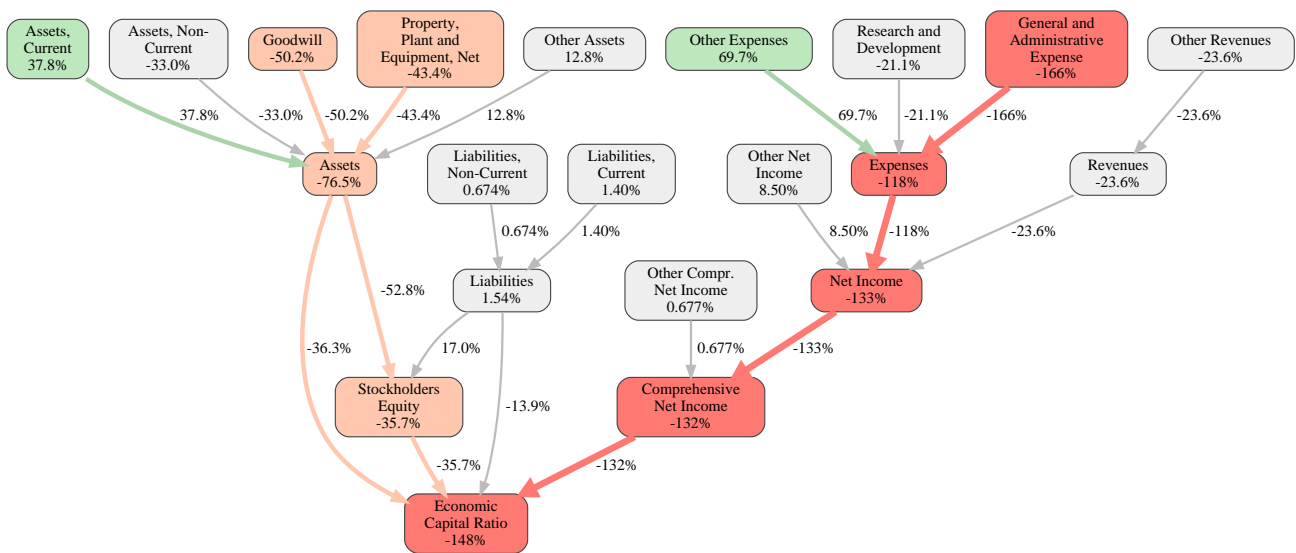 Assets,
Current
37.8%
Assets, Non-
Current
-33.0%
Goodwill
-50.2%
Property,
Plant and
Equipment, Net
-43.4%
Other Assets
12.8%
Other Expenses
69.7%
Research and
Development
-21.1%
General and
Administrative
Expense
-166%
Other Revenues
-23.6%
37.8%
-33.0%
-50.2%
-43.4%
12.8%
69.7%
-21.1%
-166%
-23.6%
Assets
-76.5%
Liabilities,
Non-Current
0.674%
Liabilities,
Current
1.40%
Other Net
Income
8.50%
Expenses
-118%
Revenues
-23.6%
0.674%
1.40%
8.50%
-118%
-23.6%
-52.8%
Liabilities
1.54%
Other Compr.
Net Income
0.677%
Net Income
-133%
-36.3%
17.0%
0.677%
-133%
Stockholders
Equity
-35.7%
-13.9%
Comprehensive
Net Income
-132%
-35.7%
-132%
Economic
Capital Ratio
-148%